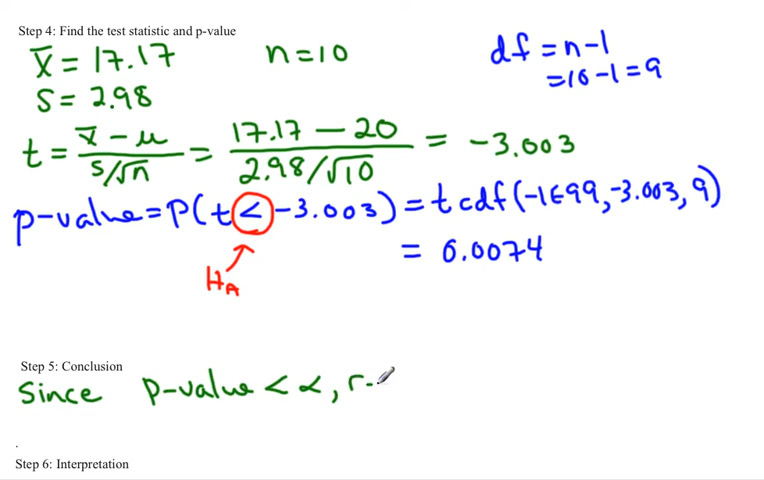 Step 4: Find the test statistic and p-value
x̄ = 17.17 n=10 df = n-1
s = 2.98 =10-1=9
t = (x̄ - μ)/(s/√n) = (17.17 - 20)/(2.98/√10) = -3.003
p-value = P(t < -3.003) = tcdf(-1E99, -3.003, 9)
= 0.0074
H_A
Step 5: Conclusion
Since p-value < α, r-
.
Step 6: Interpretation